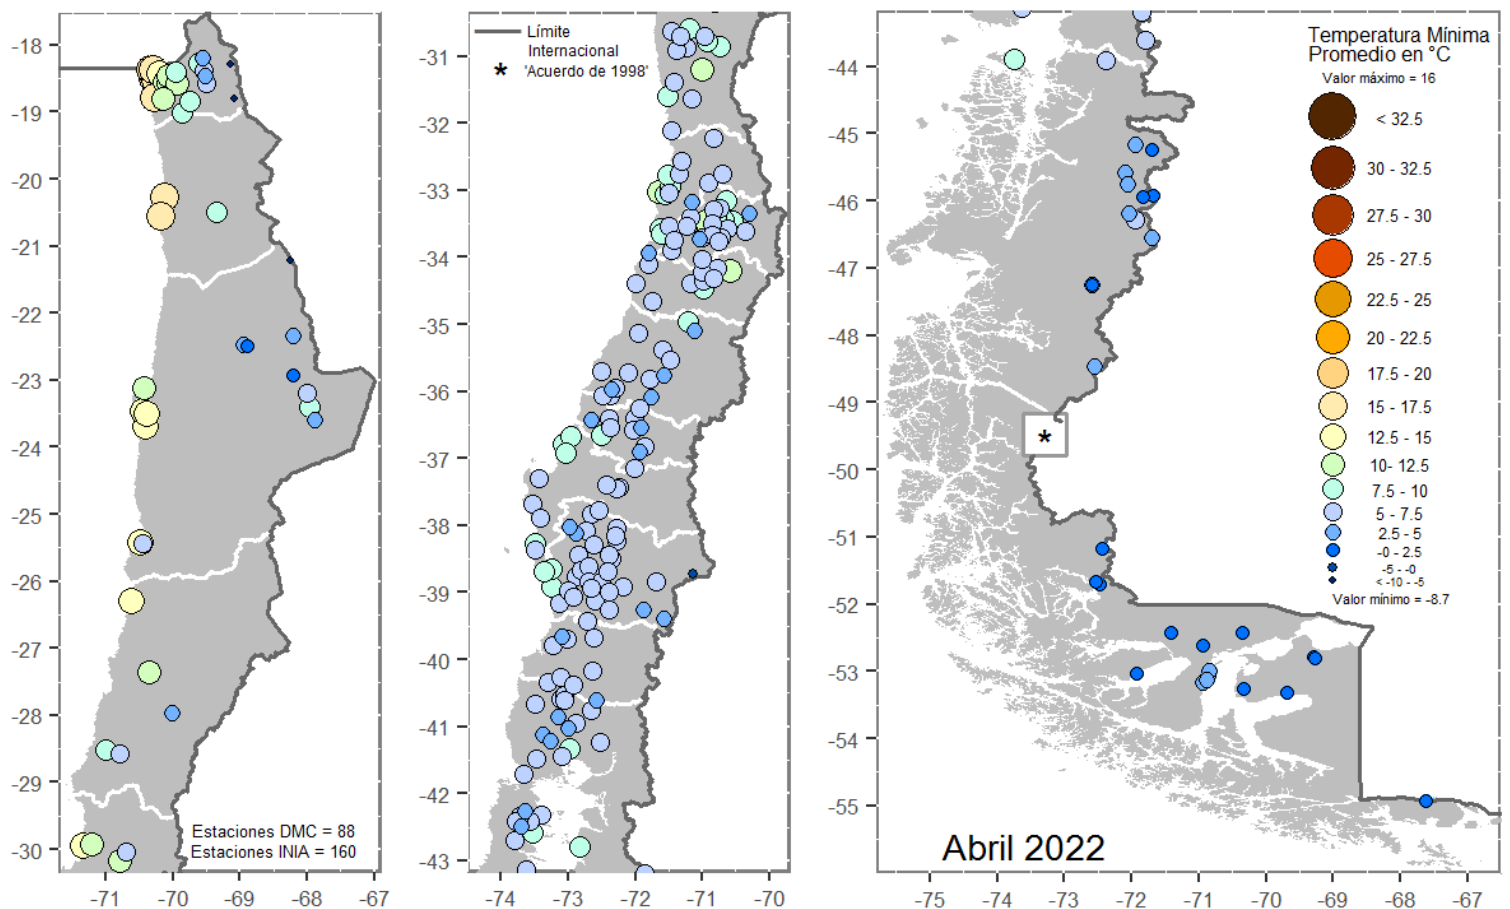 -18
-19
-20
-21
-22
-23
-24
-25
-26
-27
-28
-29
-30
-71
-70
-69
-68
-67
Estaciones DMC = 88
Estaciones INIA = 160
-31
-32
-33
-34
-35
-36
-37
-38
-39
-40
-41
-42
-43
-74
-73
-72
-71
-70
Límite
Internacional
* 'Acuerdo de 1998'
-44
-45
-46
-47
-48
-49
-50
-51
-52
-53
-54
-55
-75
-74
-73
-72
-71
-70
-69
-68
-67
*
Abril 2022
Temperatura Mínima
Promedio en °C
Valor máximo = 16
< 32.5
30 - 32.5
27.5 - 30
25 - 27.5
22.5 - 25
20 - 22.5
17.5 - 20
15 - 17.5
12.5 - 15
10- 12.5
7.5 - 10
5 - 7.5
2.5 - 5
-0 - 2.5
-5 - -0
< -10 - -5
Valor mínimo = -8.7